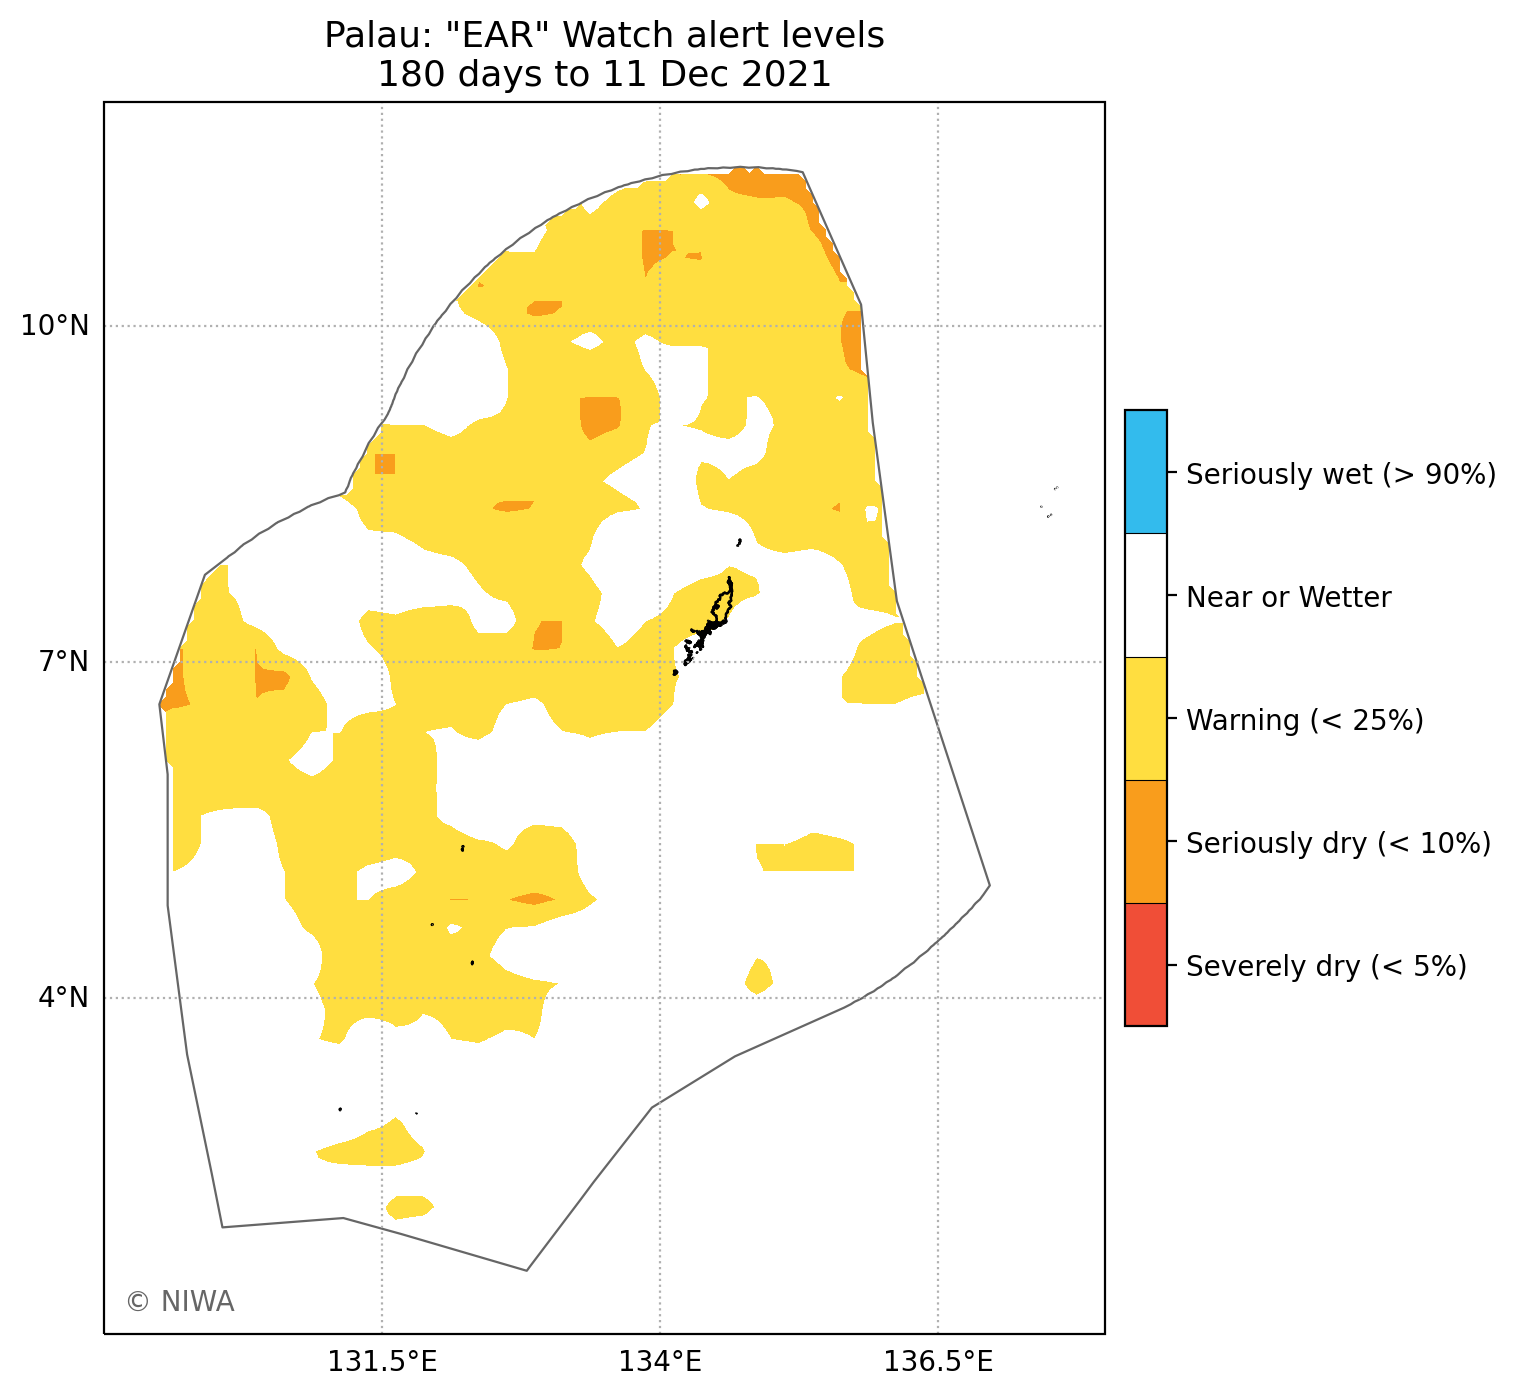 Palau: "EAR" Watch alert levels
180 days to 11 Dec 2021
10°N
7°N
4°N
131.5°E
134°E
136.5°E
Seriously wet (> 90%)
Near or Wetter
Warning (< 25%)
Seriously dry (< 10%)
Severely dry (< 5%)
© NIWA